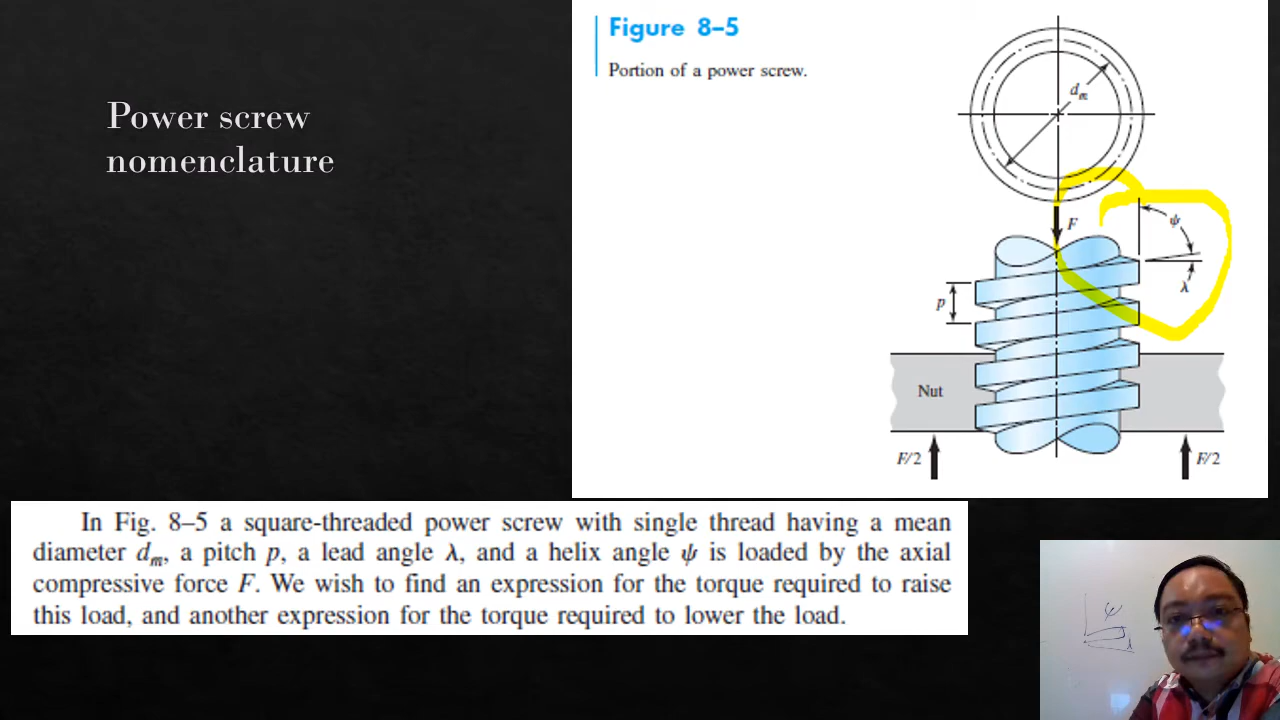 Power screw
nomenclature
Figure 8–5
Portion of a power screw.
dm
F
ψ
λ
p
Nut
F/2
F/2
In Fig. 8–5 a square-threaded power screw with single thread having a mean
diameter dm, a pitch p, a lead angle λ, and a helix angle ψ is loaded by the axial
compressive force F. We wish to find an expression for the torque required to raise
this load, and another expression for the torque required to lower the load.
ψ
λ